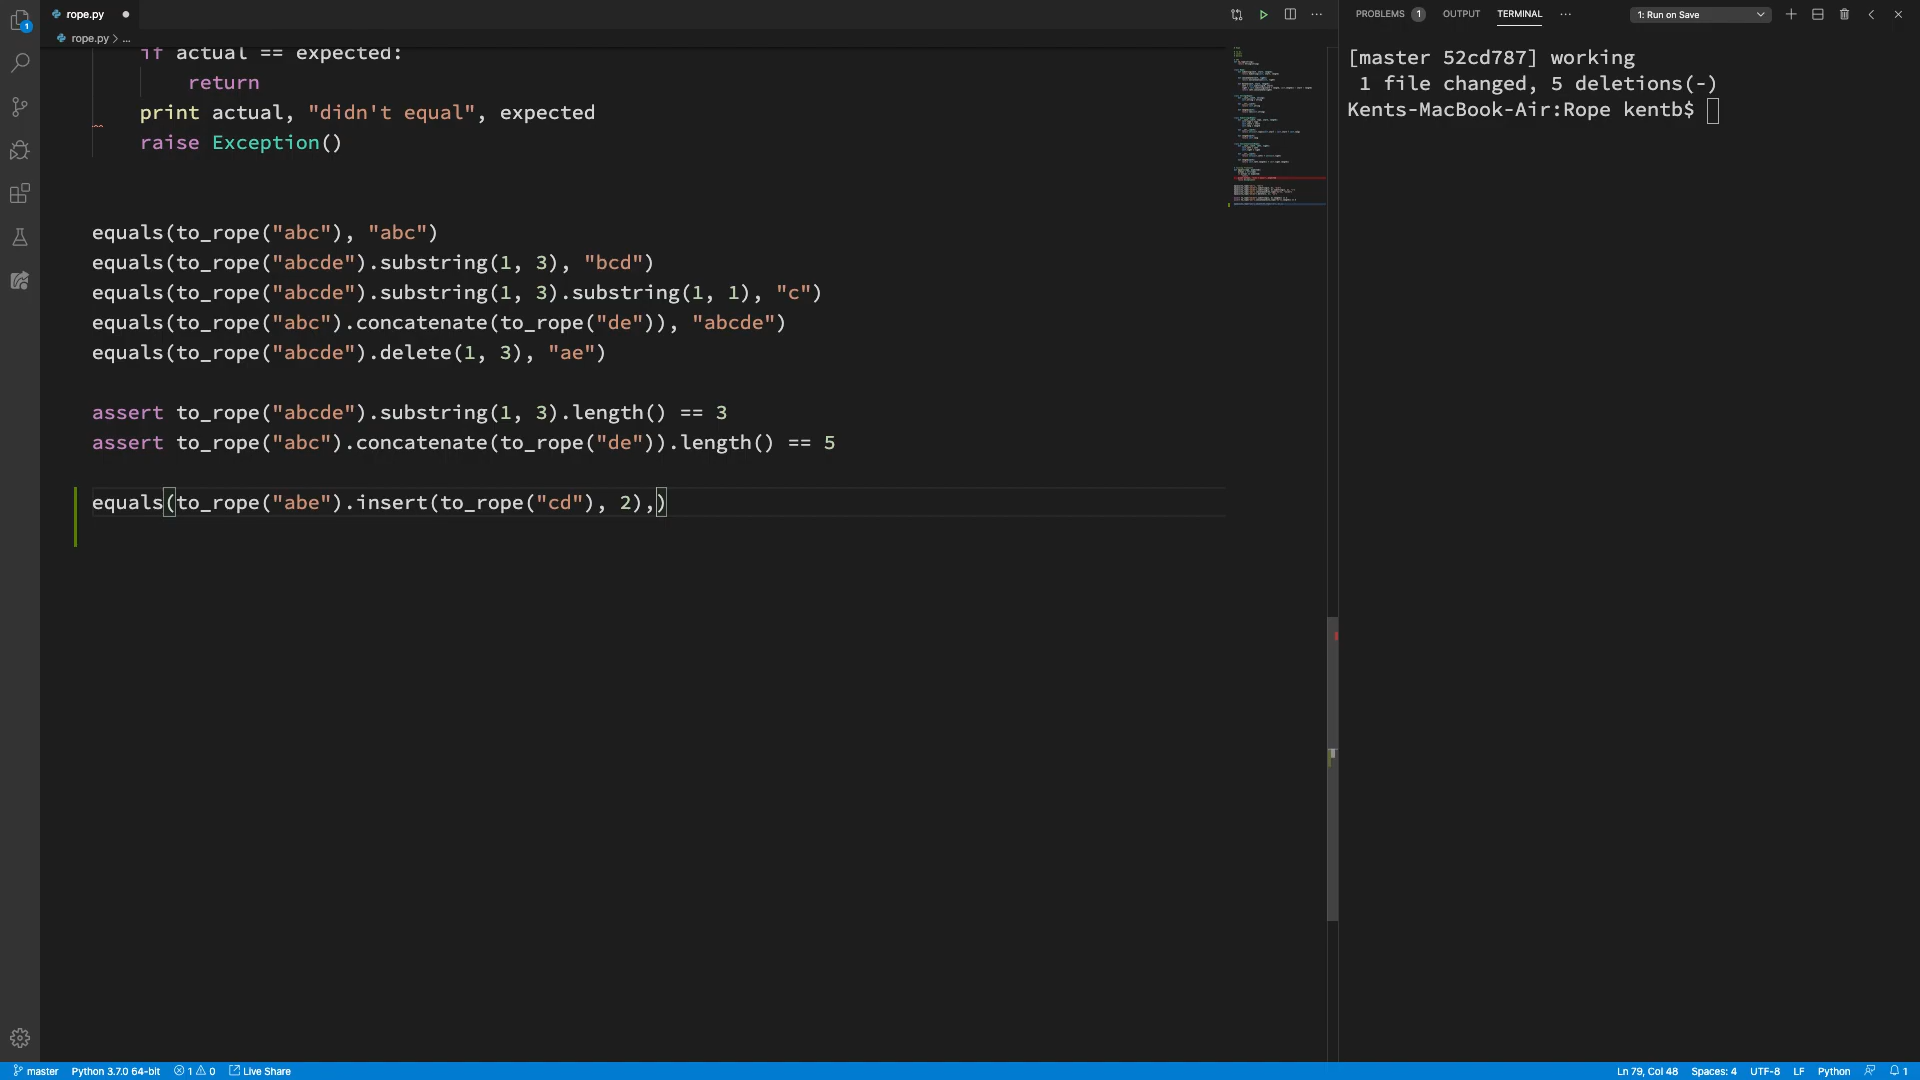 rope.py
PROBLEMS 1 OUTPUT TERMINAL ··· 1: Run on Save
1
rope.py > ...
if actual == expected:
return
print actual, "didn't equal", expected
raise Exception()
equals(to_rope("abc"), "abc")
equals(to_rope("abcde").substring(1, 3), "bcd")
equals(to_rope("abcde").substring(1, 3).substring(1, 1), "c")
equals(to_rope("abc").concatenate(to_rope("de")), "abcde")
equals(to_rope("abcde").delete(1, 3), "ae")
assert to_rope("abcde").substring(1, 3).length() == 3
assert to_rope("abc").concatenate(to_rope("de")).length() == 5
equals(to_rope("abe").insert(to_rope("cd"), 2),)
[master 52cd787] working
1 file changed, 5 deletions(-)
Kents-MacBook-Air:Rope kentb$
master Python 3.7.0 64-bit 1 0 Live Share
Ln 79, Col 48 Spaces: 4 UTF-8 LF Python 1